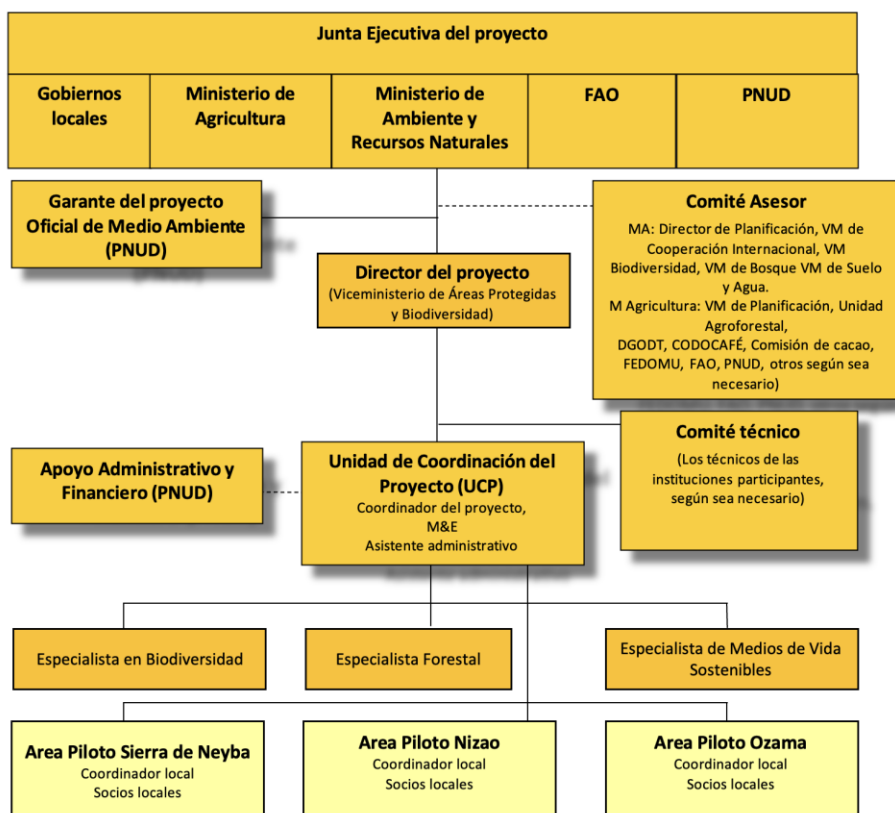 Junta Ejecutiva del proyecto
Gobiernos
locales
Ministerio de
Agricultura
Ministerio de
Ambiente y
Recursos Naturales
FAO
PNUD
Garante del proyecto
Oficial de Medio Ambiente
(PNUD)
Comité Asesor
MA: Director de Planificación, VM de
Cooperación Internacional, VM
Biodiversidad, VM de Bosque VM de Suelo
y Agua.
M Agricultura: VM de Planificación, Unidad
Agroforestal,
DGODT, CODOCAFÉ, Comisión de cacao,
FEDOMU, FAO, PNUD, otros según sea
necesario)
Director del proyecto
(Viceministerio de Áreas Protegidas
y Biodiversidad)
Comité técnico
(Los técnicos de las
instituciones participantes,
según sea necesario)
Apoyo Administrativo y
Financiero (PNUD)
Unidad de Coordinación del
Proyecto (UCP)
Coordinador del proyecto,
M&E
Asistente administrativo
Especialista en Biodiversidad
Especialista Forestal
Especialista de Medios de Vida
Sostenibles
Area Piloto Sierra de Neyba
Coordinador local
Socios locales
Area Piloto Nizao
Coordinador local
Socios locales
Area Piloto Ozama
Coordinador local
Socios locales